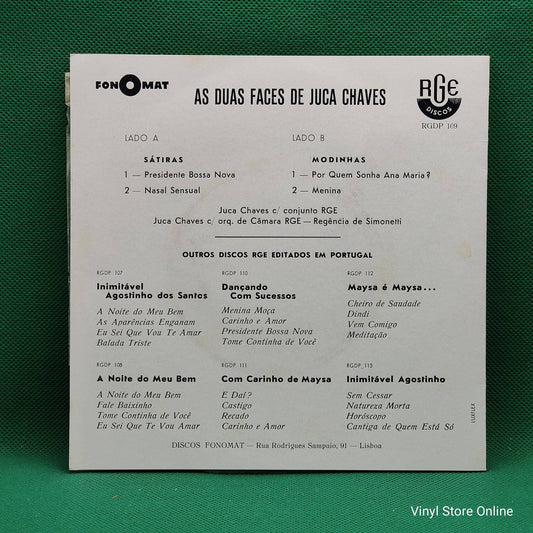 FONOMAT
AS DUAS FACES DE JUCA CHAVES
RGE
DISCOS
RGDP 109
LADO A
SÁTIRAS
1 — Presidente Bossa Nova
2 — Nasal Sensual
LADO B
MODINHAS
1 — Por Quem Sonha Ana Maria?
2 — Menina
Juca Chaves c/ conjunto RGE
Juca Chaves c/ orq. de Câmara RGE — Regência de Simonetti
OUTROS DISCOS RGE EDITADOS EM PORTUGAL
RGDP 107
Inimitável
Agostinho dos Santos
A Noite do Meu Bem
As Aparências Enganam
Eu Sei Que Vou Te Amar
Balada Triste
RGDP 110
Dançando
Com Sucessos
Menina Moça
Carinho e Amor
Presidente Bossa Nova
Tome Continha de Você
RGDP 112
Maysa é Maysa...
Cheiro de Saudade
Dindi
Vem Comigo
Meditação
RGDP 108
A Noite do Meu Bem
A Noite do Meu Bem
Fale Baixinho
Tome Continha de Você
Eu Sei Que Te Vou Amar
RGDP 111
Com Carinho de Maysa
E Daí?
Castigo
Recado
Carinho e Amor
RGDP 113
Inimitável Agostinho
Sem Cessar
Natureza Morta
Horóscopo
Cantiga de Quem Está Só
DISCOS FONOMAT — Rua Rodrigues Sampaio, 91 — Lisboa
Vinyl Store Online